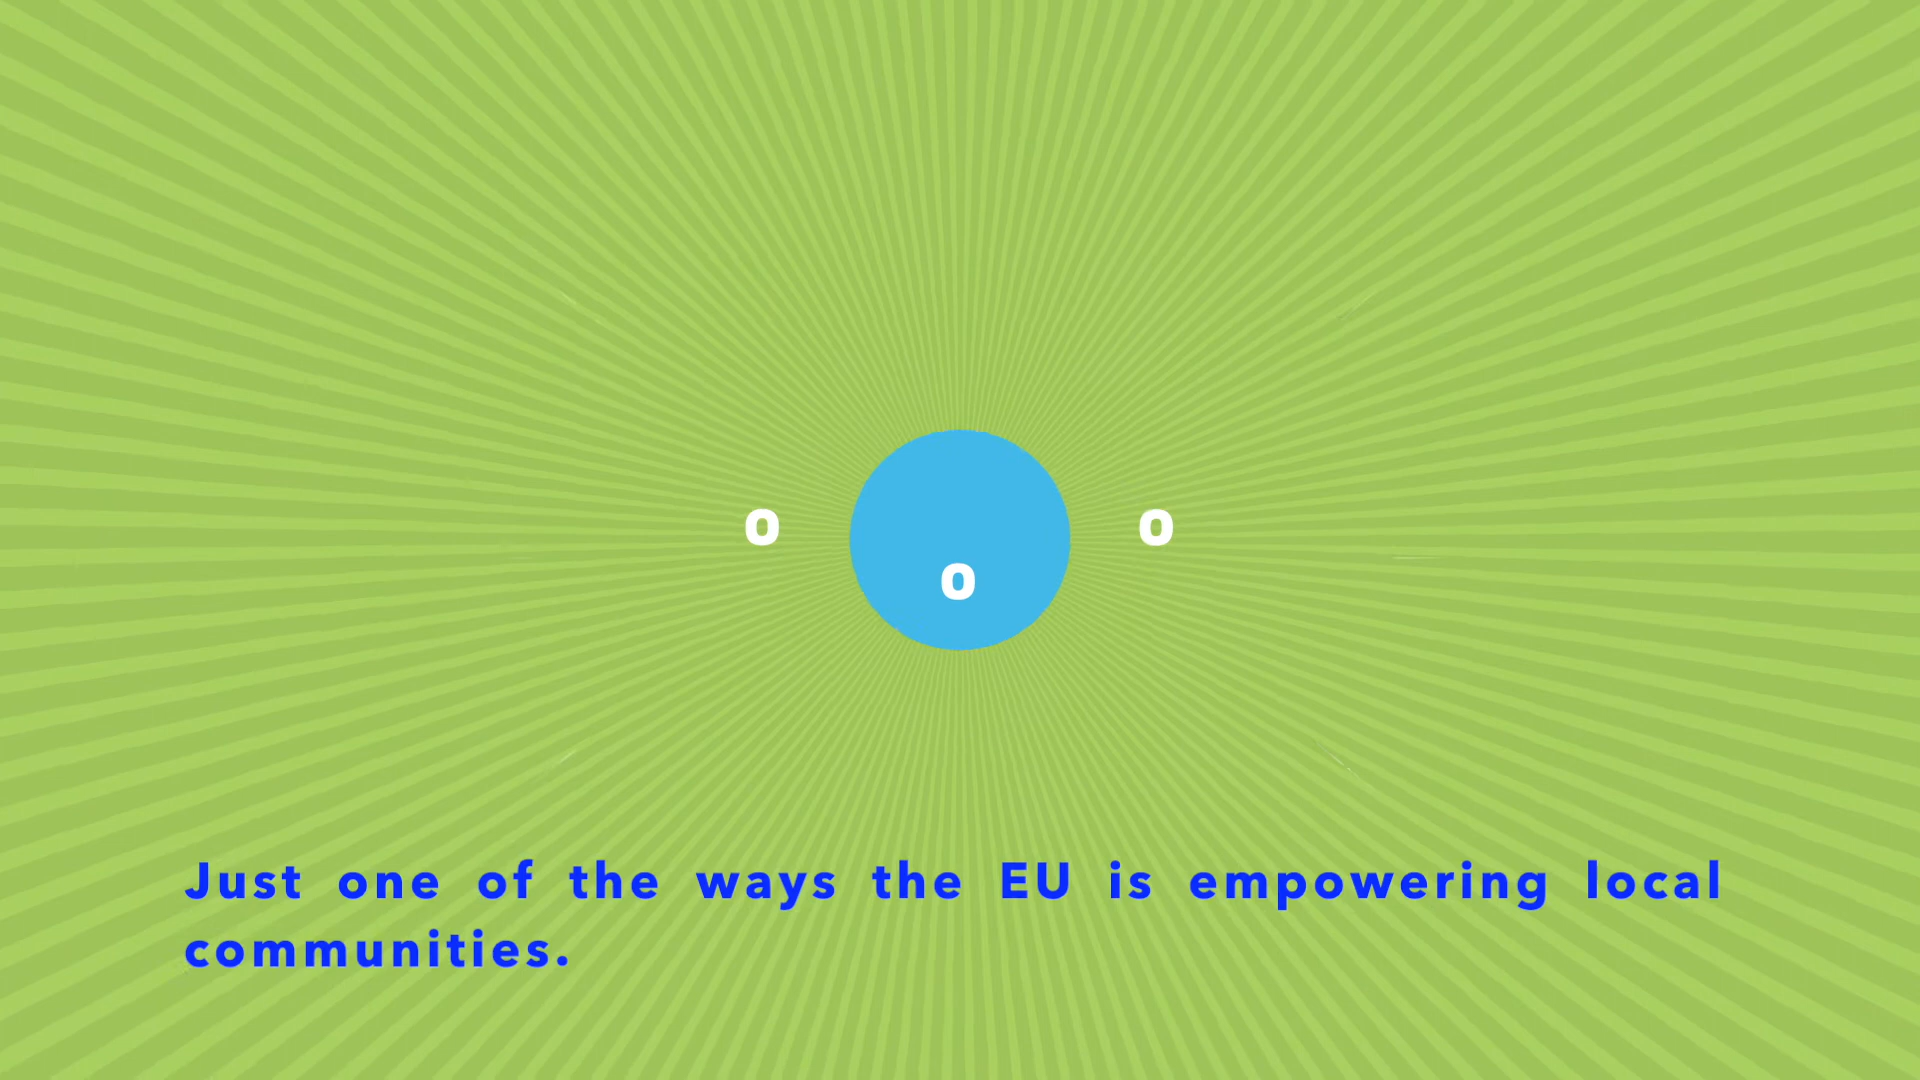 0 0
0
Just one of the ways the EU is empowering local
communities.